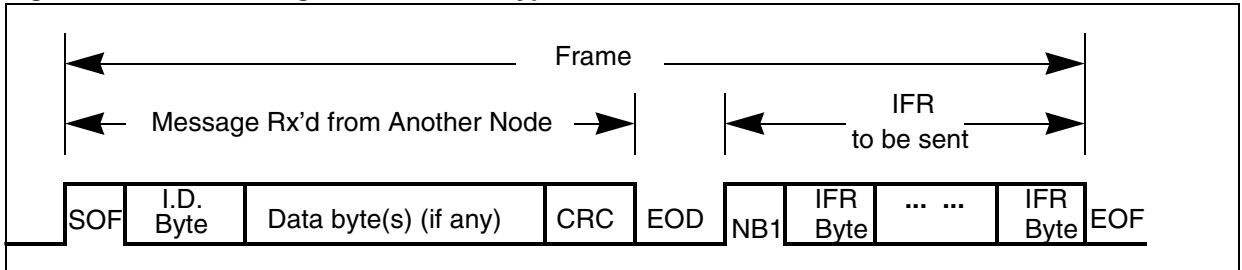 Frame
Message Rx'd from Another Node
IFR
to be sent
SOF
I.D.
Byte
Data byte(s) (if any)
CRC
EOD
NB1
IFR
Byte
... ...
IFR
Byte
EOF